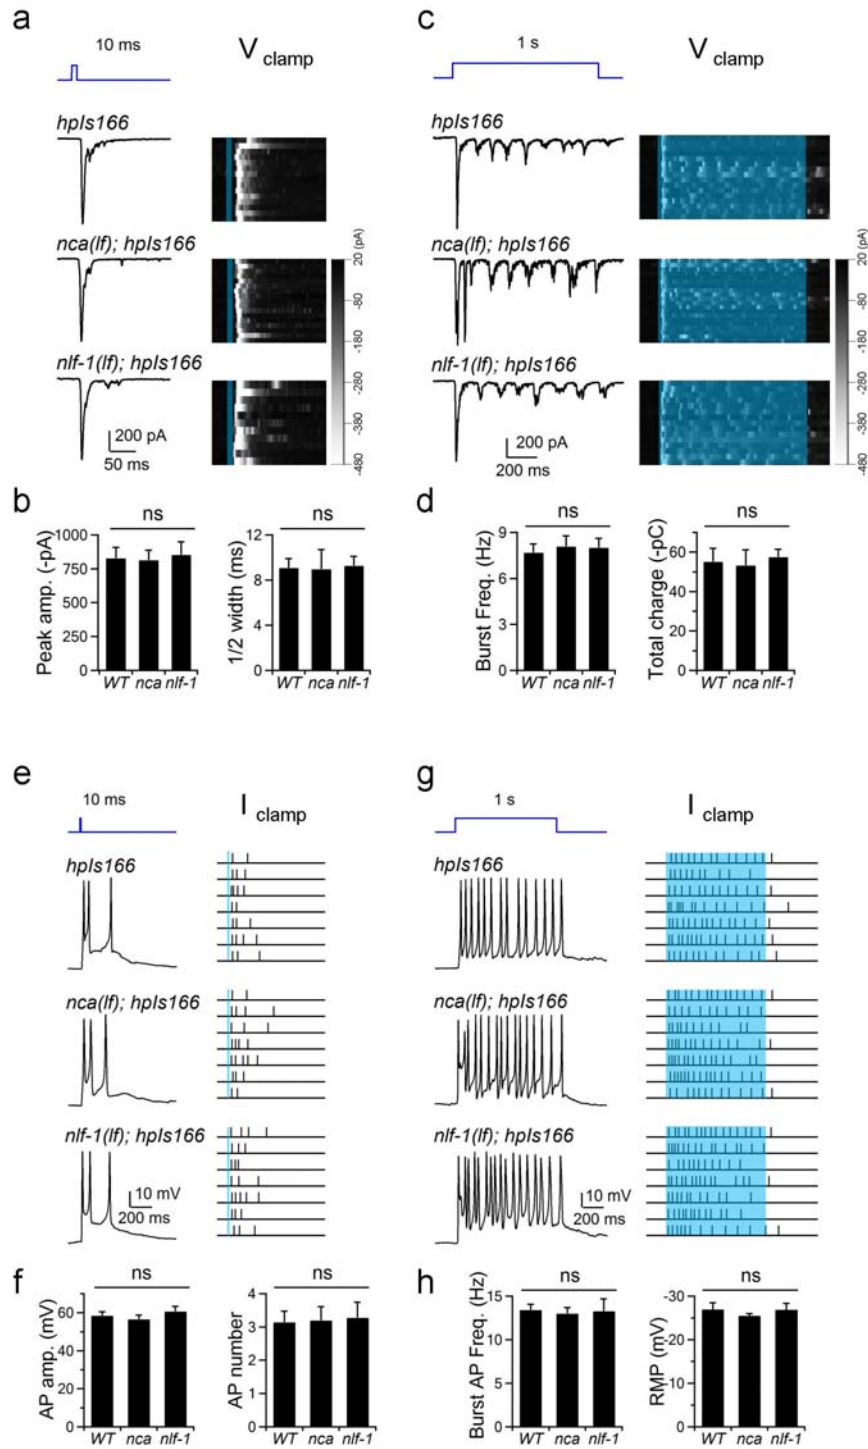 a
10 ms
V clamp
hpIs166
nca(lf); hpIs166
nlf-1(lf); hpIs166
200 pA
50 ms
20 (pA)
-80
-180
-280
-380
-480
c
1 s
V clamp
hpIs166
nca(lf); hpIs166
nlf-1(lf); hpIs166
200 pA
200 ms
20 (pA)
-80
-180
-280
-380
-480
b
ns
Peak amp. (-pA)
1000
750
500
250
0
WT nca nlf-1
ns
1/2 width (ms)
12
8
4
0
WT nca nlf-1
d
ns
Burst Freq. (Hz)
9
6
3
0
WT nca nlf-1
ns
Total charge (-pC)
60
40
20
0
WT nca nlf-1
e
10 ms
I clamp
hpIs166
nca(lf); hpIs166
nlf-1(lf); hpIs166
10 mV
200 ms
g
1 s
I clamp
hpIs166
nca(lf); hpIs166
nlf-1(lf); hpIs166
10 mV
200 ms
f
ns
AP amp. (mV)
60
40
20
0
WT nca nlf-1
ns
AP number
4
3
2
1
0
WT nca nlf-1
h
ns
Burst AP Freq. (Hz)
15
10
5
0
WT nca nlf-1
ns
RMP (mV)
-30
-20
-10
0
WT nca nlf-1